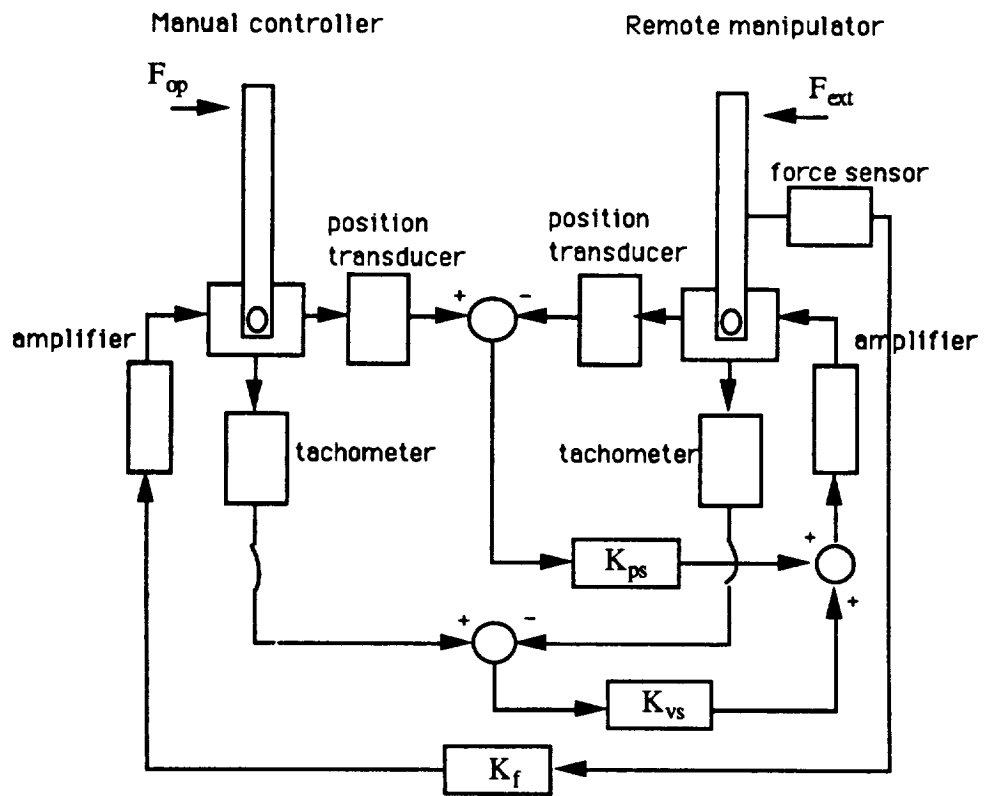 Manual controller
Remote manipulator
F_op
F_ext
force sensor
position
transducer
position
transducer
+
-
amplifier
amplifier
tachometer
tachometer
K_ps
+
+
+
-
K_vs
K_f